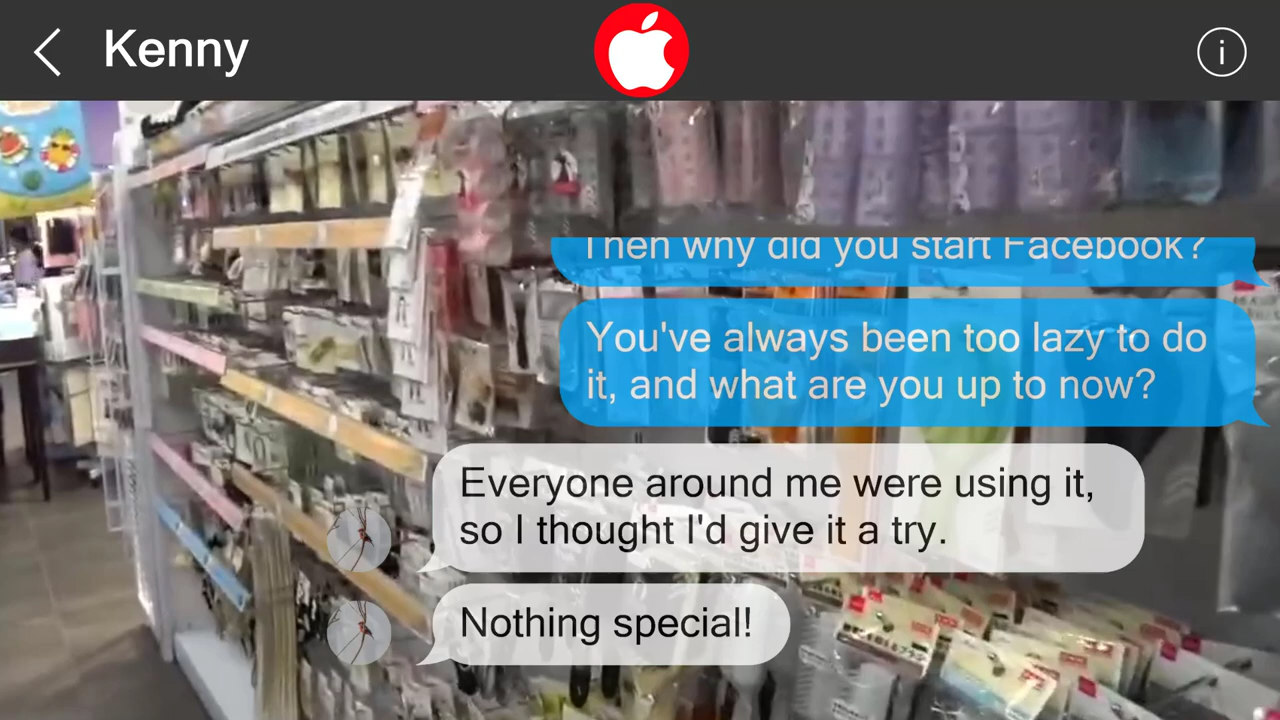 Kenny
i
Then why did you start Facebook?
You've always been too lazy to do
it, and what are you up to now?
Everyone around me were using it,
so I thought I'd give it a try.
Nothing special!